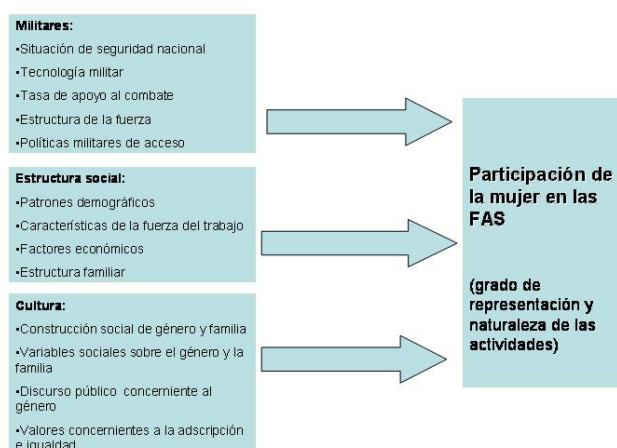 Militares:
•Situación de seguridad nacional
•Tecnología militar
•Tasa de apoyo al combate
•Estructura de la fuerza
•Políticas militares de acceso
Estructura social:
•Patrones demográficos
•Características de la fuerza del trabajo
•Factores económicos
•Estructura familiar
Cultura:
•Construcción social de género y familia
•Variables sociales sobre el género y la
familia
•Discurso público concerniente al
género
•Valores concernientes a la adscripción
e igualdad
Participación de
la mujer en las
FAS
(grado de
representación y
naturaleza de las
actividades)